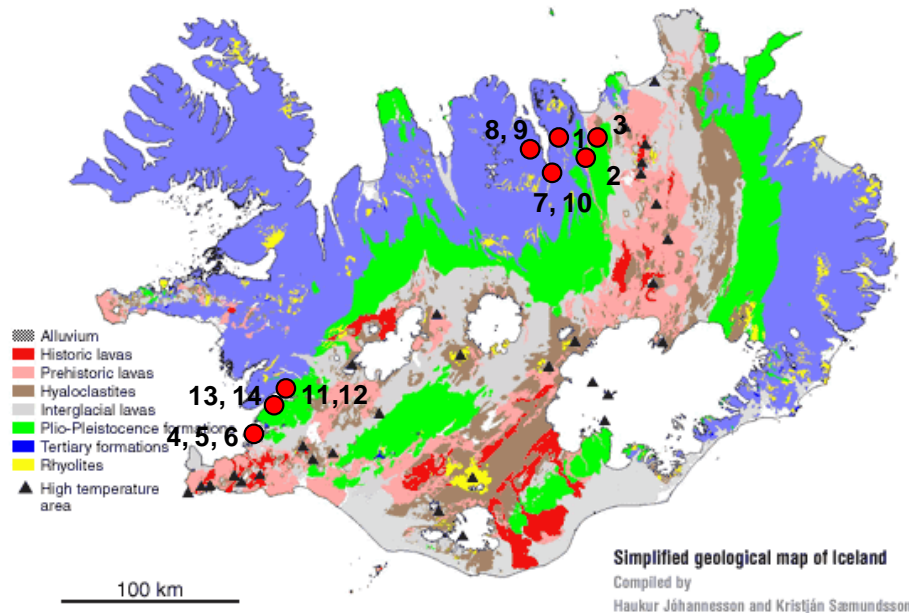 8, 9
1
3
2
7, 10
Alluvium
Historic lavas
Prehistoric lavas
Hyaloclastites
Interglacial lavas
Plio-Pleistocence formations
Tertiary formations
Rhyolites
High temperature
area
13, 14
11,12
4, 5, 6
100 km
Simplified geological map of Iceland
Compiled by
Haukur Jóhannesson and Kristján Sæmundsson